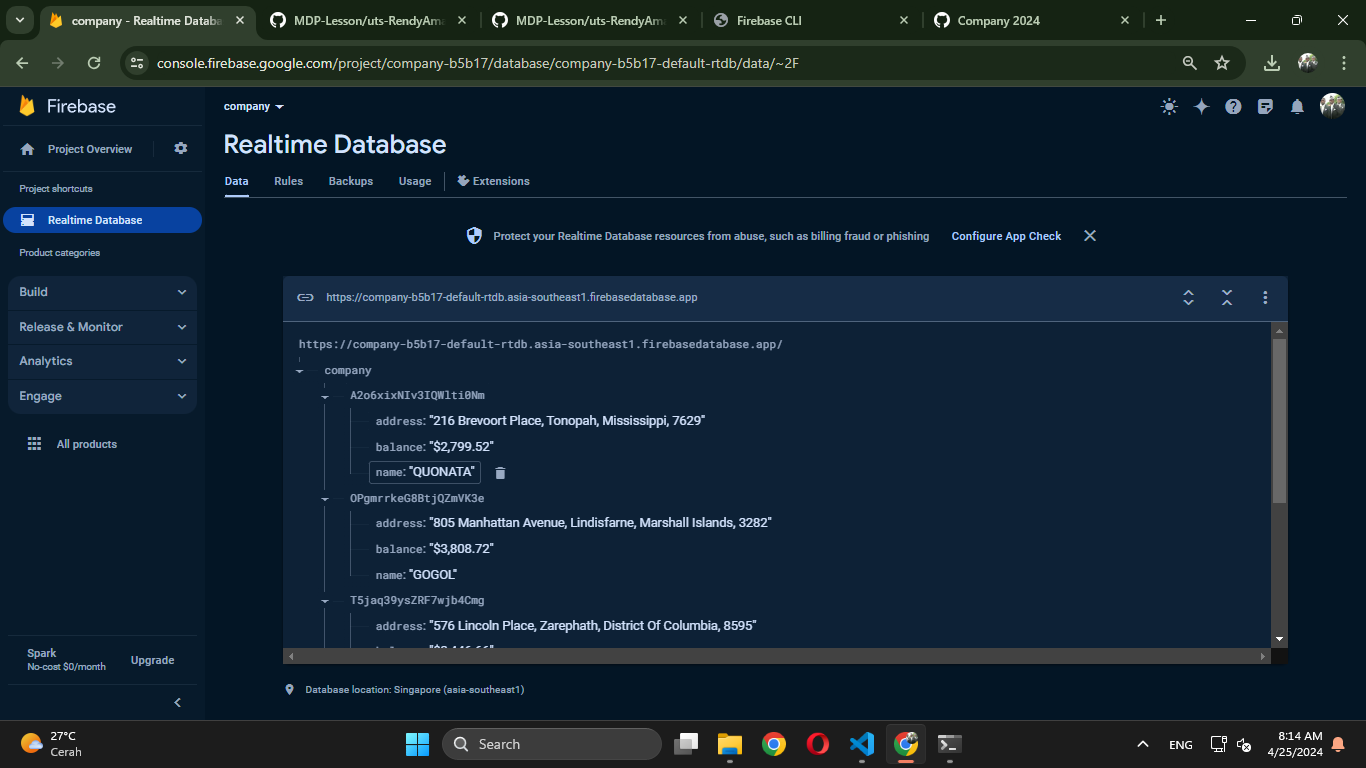 company - Realtime Databa
MDP-Lesson/uts-RendyAma
MDP-Lesson/uts-RendyAma
Firebase CLI
Company 2024
console.firebase.google.com/project/company-b5b17/database/company-b5b17-default-rtdb/data/~2F
Firebase
company
Project Overview
Realtime Database
Project shortcuts
Data Rules Backups Usage Extensions
Realtime Database
Protect your Realtime Database resources from abuse, such as billing fraud or phishing Configure App Check
Product categories
Build
https://company-b5b17-default-rtdb.asia-southeast1.firebasedatabase.app
Release & Monitor
https://company-b5b17-default-rtdb.asia-southeast1.firebasedatabase.app/
Analytics
company
Engage
A2o6xixNIv3IQWlti0Nm
address: "216 Brevoort Place, Tonopah, Mississippi, 7629"
All products
balance: "$2,799.52"
name: "QUONATA"
OPgmrrkeG8BtjQZmVK3e
address: "805 Manhattan Avenue, Lindisfarne, Marshall Islands, 3282"
balance: "$3,808.72"
name: "GOGOL"
T5jaq39ysZRF7wjb4Cmg
address: "576 Lincoln Place, Zarephath, District Of Columbia, 8595"
Spark
No-cost $0/month
Upgrade
Database location: Singapore (asia-southeast1)
27°C
Cerah
Search
ENG
8:14 AM
4/25/2024